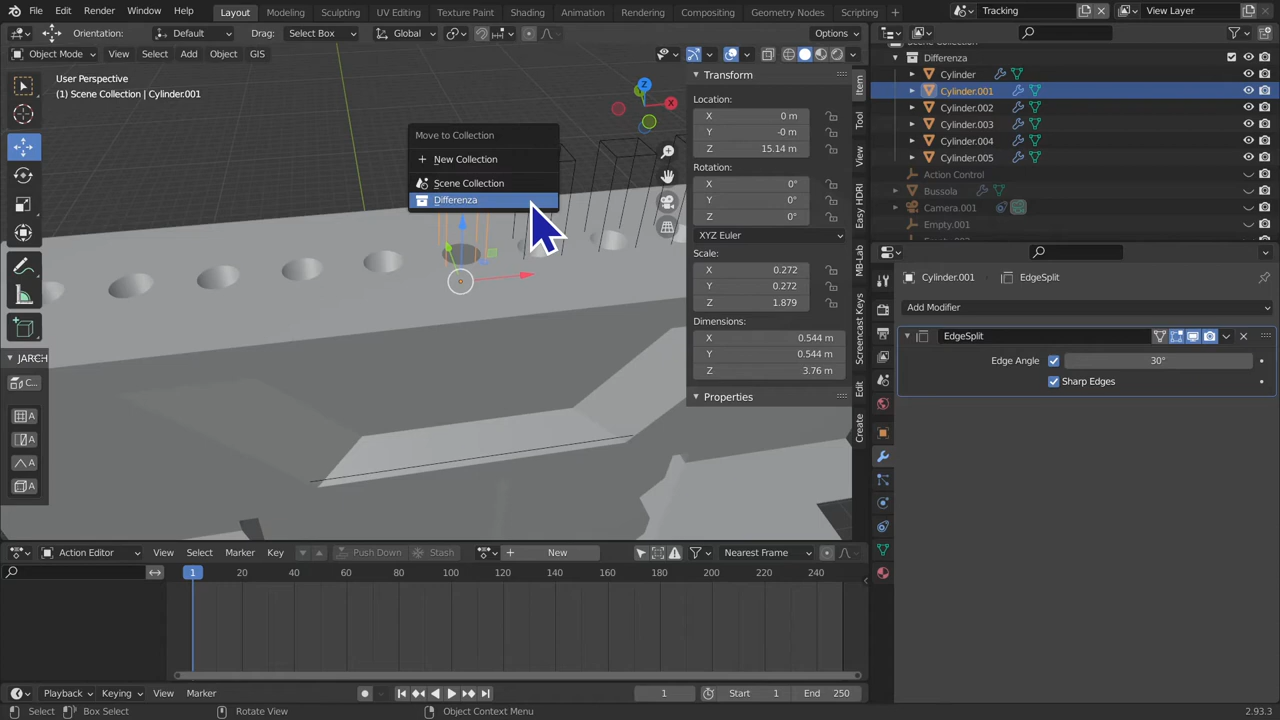 File Edit Render Window Help Layout Modeling Sculpting UV Editing Texture Paint Shading Animation Rendering Compositing Geometry Nodes Scripting + Tracking View Layer
Orientation: Default Drag: Select Box Global Options
Object Mode View Select Add Object GIS
User Perspective
(1) Scene Collection | Cylinder.001
Move to Collection
New Collection
Scene Collection
Differenza
Transform
Location:
X 0 m
Y -0 m
Z 15.14 m
Rotation:
X 0°
Y 0°
Z 0°
XYZ Euler
Scale:
X 0.272
Y 0.272
Z 1.879
Dimensions:
X 0.544 m
Y 0.544 m
Z 3.76 m
Properties
Item
Tool
View
Easy HDRI
MB-Lab
Screencast Keys
Edit
Create
X
Z
JARCH
C...
A
A
A
A
Differenza
Cylinder
Cylinder.001
Cylinder.002
Cylinder.003
Cylinder.004
Cylinder.005
Action Control
Bussola
Camera.001
Empty.001
Cylinder.001 EdgeSplit
Add Modifier
EdgeSplit
Edge Angle 30°
Sharp Edges
Action Editor View Select Marker Key Push Down Stash New Nearest Frame
1 20 40 60 80 100 120 140 160 180 200 220 240
Playback Keying View Marker 1 Start 1 End 250
Select Box Select Rotate View Object Context Menu 2.93.3